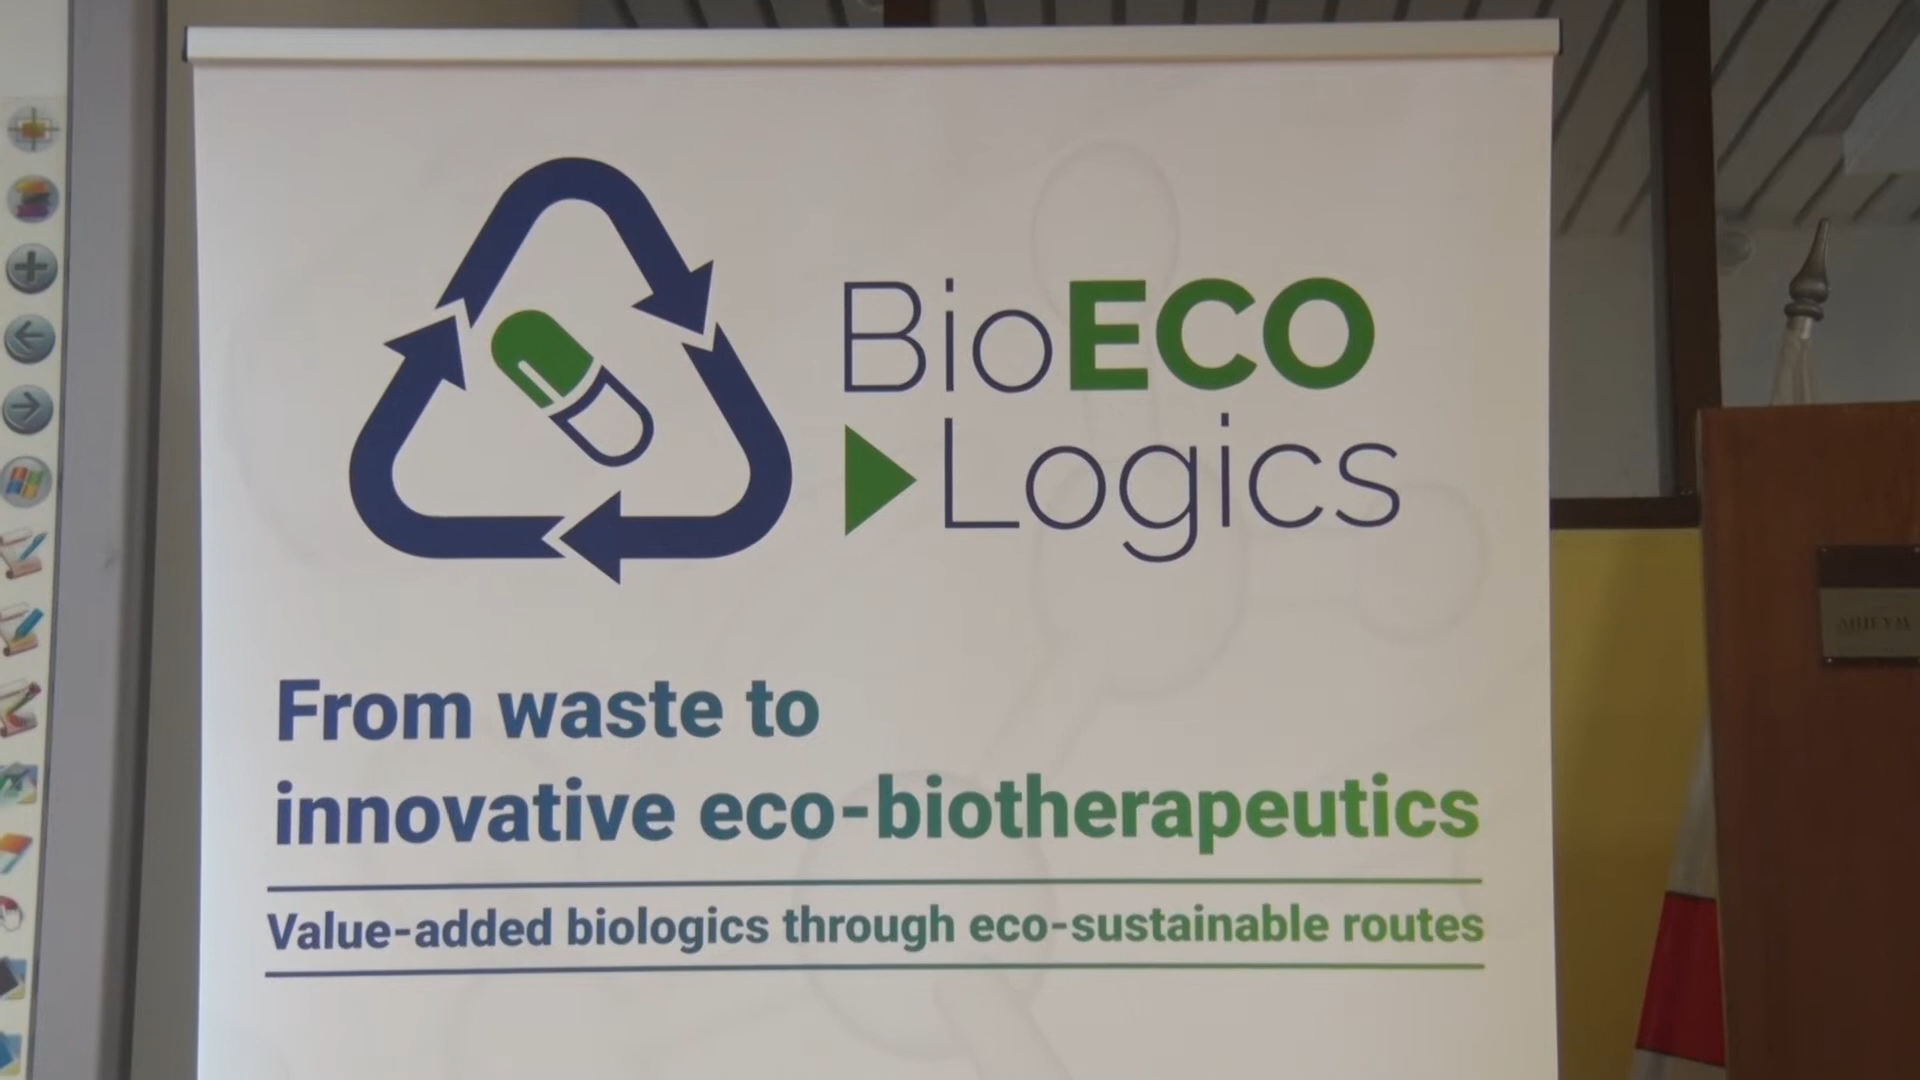 BioECO
Logics
From waste to
innovative eco-biotherapeutics
Value-added biologics through eco-sustainable routes